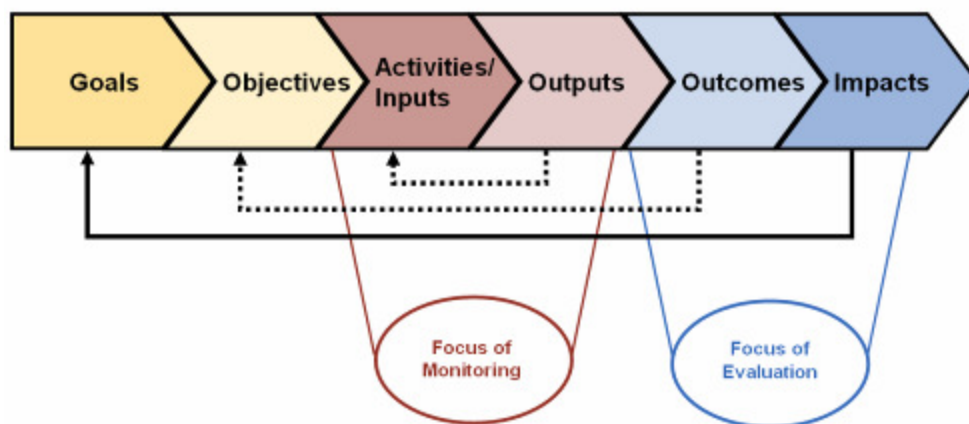 Goals
Objectives
Activities/
Inputs
Outputs
Outcomes
Impacts
Focus of
Monitoring
Focus of
Evaluation